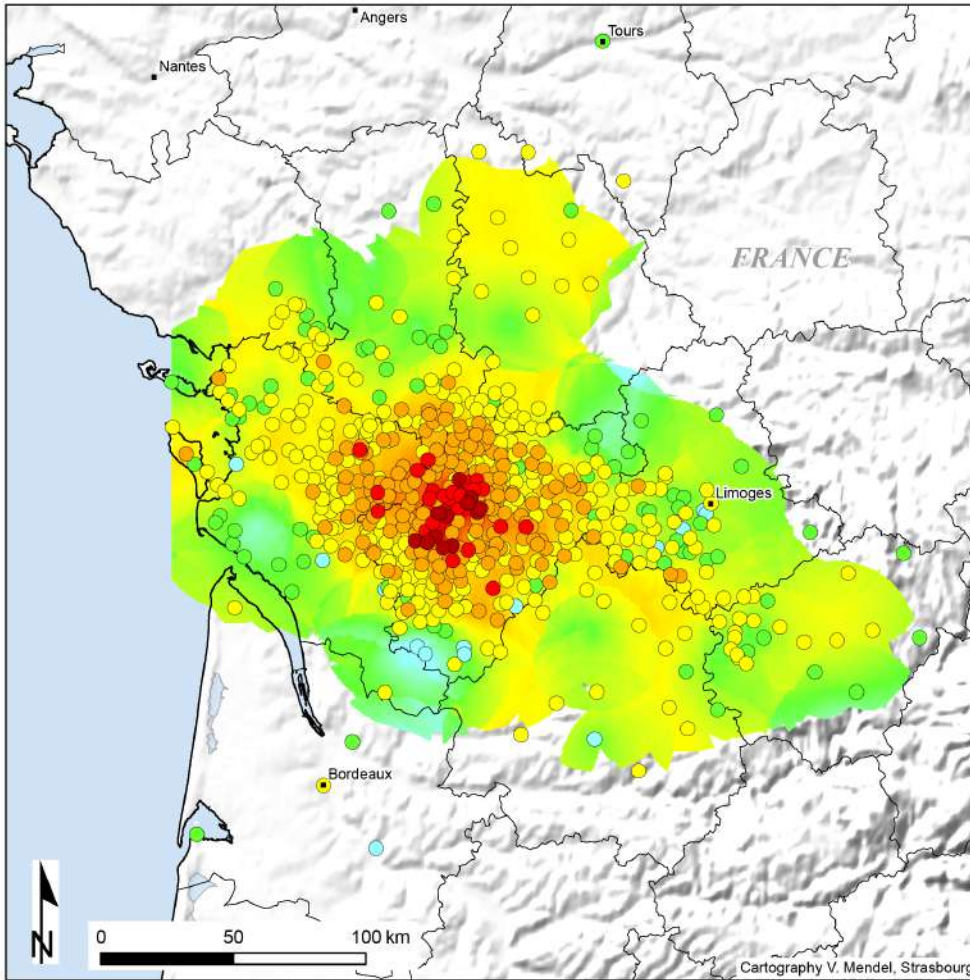 Angers
Tours
Nantes
FRANCE
Limoges
Bordeaux
N
0 50 100 km
Cartography V. Mendel, Strasbourg